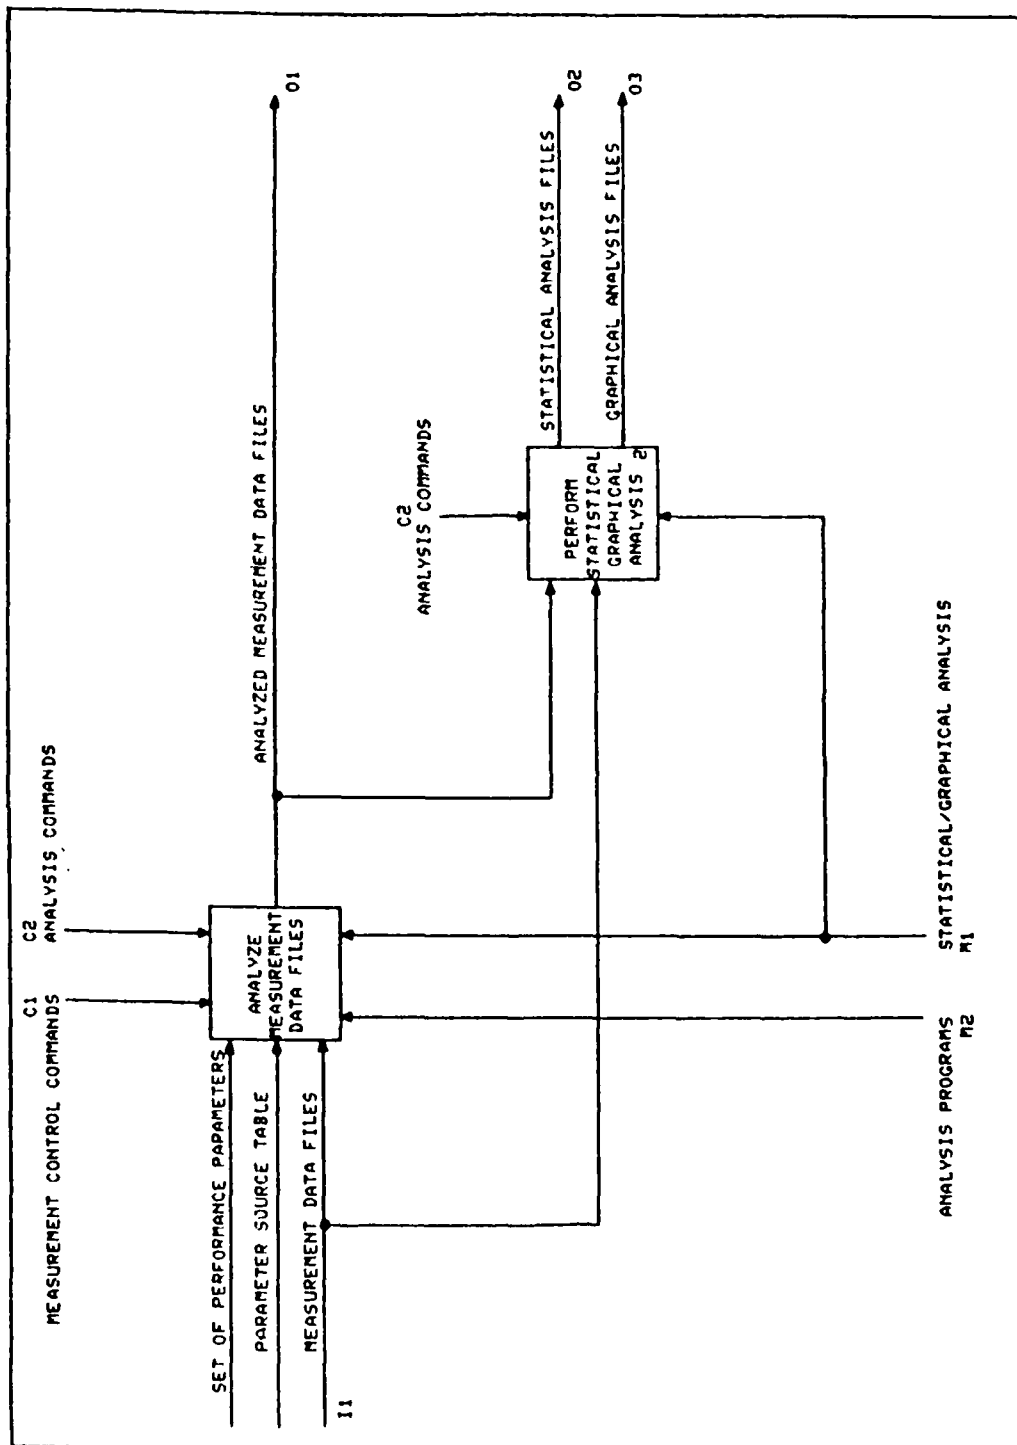 C1
MEASUREMENT CONTROL COMMANDS
C2
ANALYSIS COMMANDS
SET OF PERFORMANCE PAPAMETERS
PARAMETER SOURCE TABLE
MEASUREMENT DATA FILES
I1
ANALYZE
MEASUREMENT
DATA FILES
ANALYZED MEASUREMENT DATA FILES
O1
C2
ANALYSIS COMMANDS
PERFORM
STATISTICAL
GRAPHICAL
ANALYSIS 2
STATISTICAL ANALYSIS FILES
O2
GRAPHICAL ANALYSIS FILES
O3
ANALYSIS PROGRAMS
M2
STATISTICAL/GRAPHICAL ANALYSIS
M1